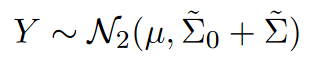 Y ∼ 𝒩₂(μ, Σ̃₀ + Σ̃)